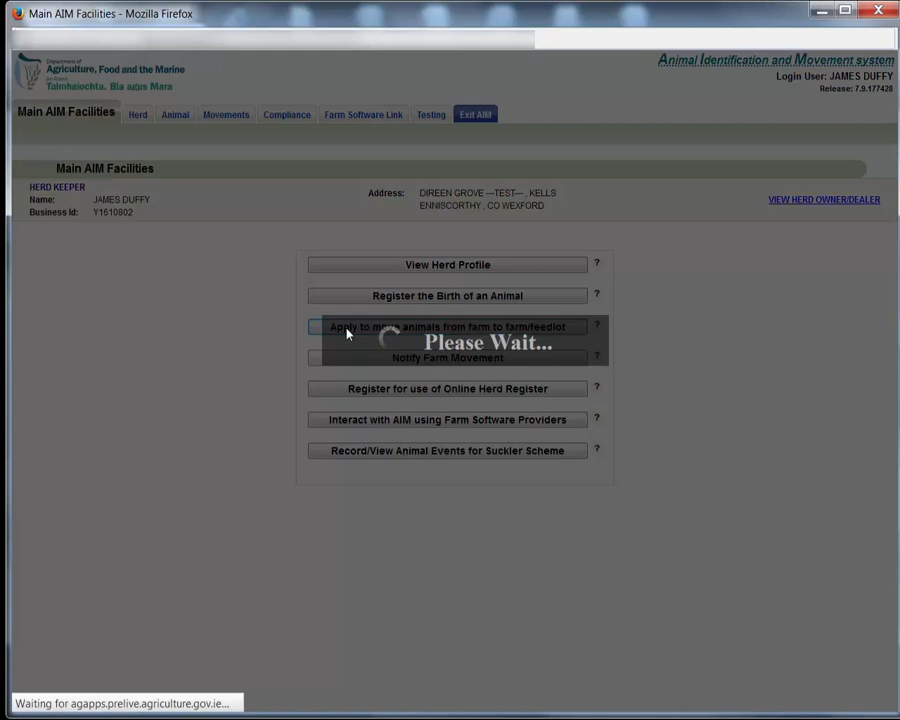 Main AIM Facilities - Mozilla Firefox
Department of
Agriculture, Food and the Marine
An Roinn
Talmhaíochta, Bia agus Mara
Animal Identification and Movement system
Login User: JAMES DUFFY
Release: 7.9.177428
Main AIM Facilities
Herd
Animal
Movements
Compliance
Farm Software Link
Testing
Exit AIM
Main AIM Facilities
HERD KEEPER
Name: JAMES DUFFY
Business Id: Y1610802
Address: DIREEN GROVE ---TEST--- , KELLS
ENNISCORTHY , CO WEXFORD
VIEW HERD OWNER/DEALER
View Herd Profile ?
Register the Birth of an Animal ?
Apply to move animals from farm to farm/feedlot ?
Please Wait...
Notify Farm Movement ?
Register for use of Online Herd Register ?
Interact with AIM using Farm Software Providers ?
Record/View Animal Events for Suckler Scheme ?
Waiting for agapps.prelive.agriculture.gov.ie...